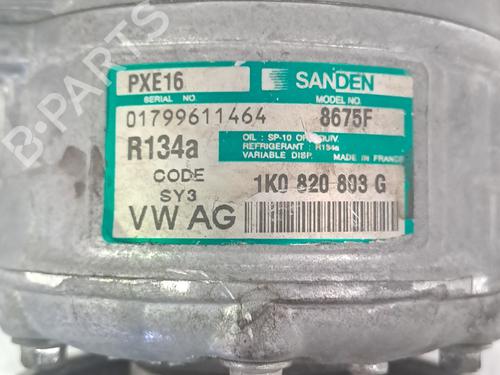 PXE16
SANDEN
SERIAL NO.
MODEL NO.
01799611464
8675F
R134a
OIL : SP-10 OR EQUIV.
REFRIGERANT : R134a
VARIABLE DISP. MADE IN FRANCE
CODE
SY3
1K0 820 803 G
VW AG
B-PARTS